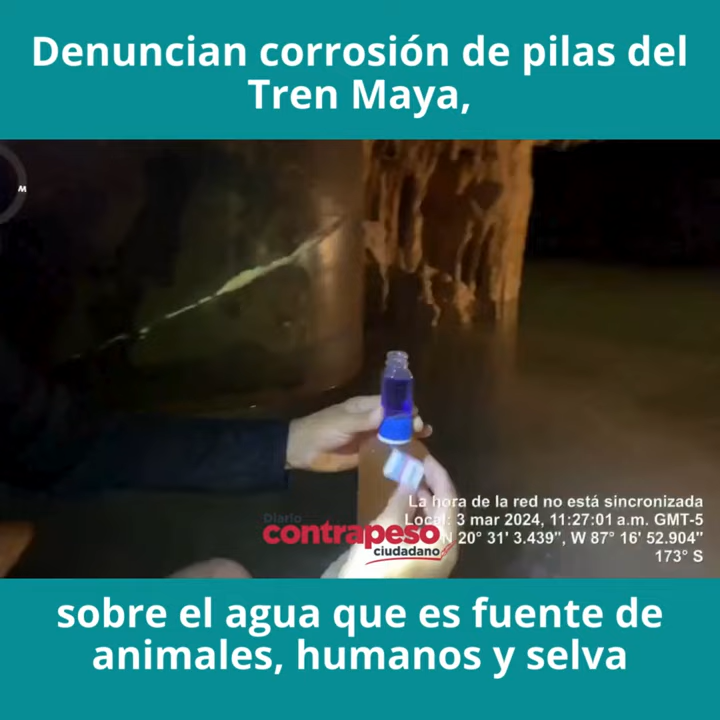 Denuncian corrosión de pilas del
Tren Maya,
M
La hora de la red no está sincronizada
Local: 3 mar 2024, 11:27:01 a.m. GMT-5
N 20° 31' 3.439", W 87° 16' 52.904"
173° S
Diario
contrapeso
ciudadano
sobre el agua que es fuente de
animales, humanos y selva